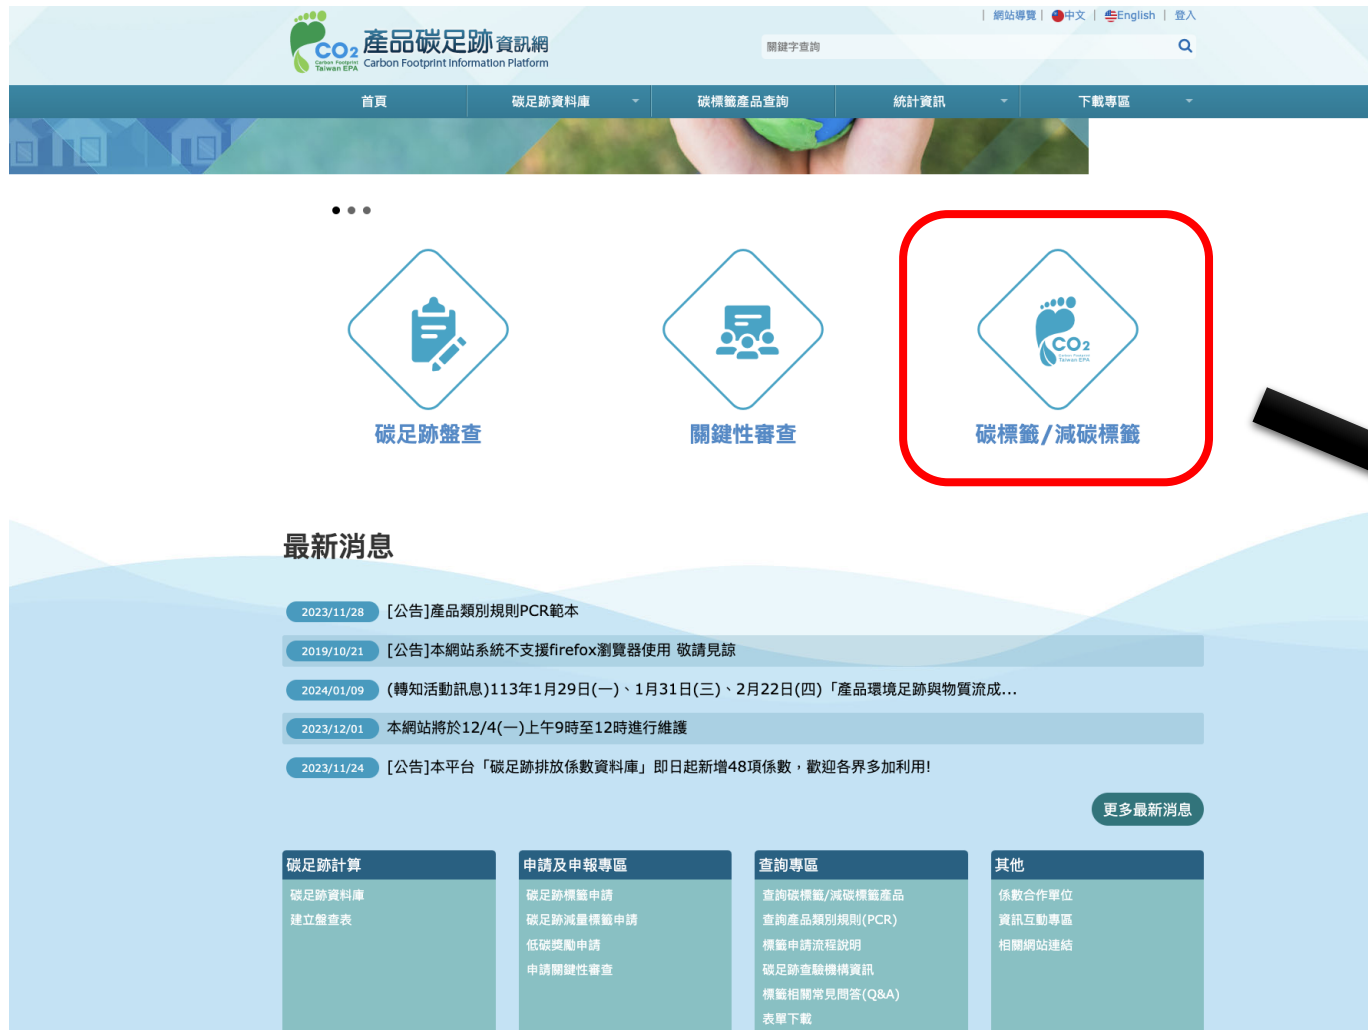 網站導覽 | 中文 | English | 登入
CO2
Carbon Footprint
Taiwan EPA
產品碳足跡資訊網
Carbon Footprint Information Platform
關鍵字查詢
首頁 碳足跡資料庫 碳標籤產品查詢 統計資訊 下載專區
CO2
Carbon Footprint
Taiwan EPA
碳足跡盤查 關鍵性審查 碳標籤/減碳標籤
最新消息
2023/11/28 [公告]產品類別規則PCR範本
2019/10/21 [公告]本網站系統不支援firefox瀏覽器使用 敬請見諒
2024/01/09 (轉知活動訊息)113年1月29日(一)、1月31日(三)、2月22日(四)「產品環境足跡與物質流成...
2023/12/01 本網站將於12/4(一)上午9時至12時進行維護
2023/11/24 [公告]本平台「碳足跡排放係數資料庫」即日起新增48項係數，歡迎各界多加利用!
更多最新消息
碳足跡計算
碳足跡資料庫
建立盤查表
申請及申報專區
碳足跡標籤申請
碳足跡減量標籤申請
低碳獎勵申請
申請關鍵性審查
查詢專區
查詢碳標籤/減碳標籤產品
查詢產品類別規則(PCR)
標籤申請流程說明
碳足跡查驗機構資訊
標籤相關常見問答(Q&A)
表單下載
其他
係數合作單位
資訊互動專區
相關網站連結